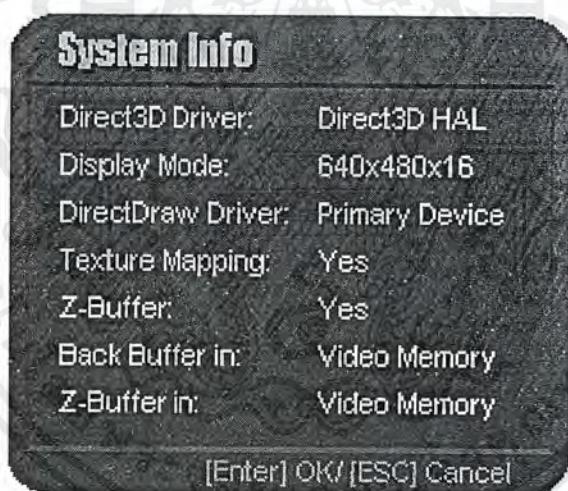 System Info
Direct3D Driver: Direct3D HAL
Display Mode: 640x480x16
DirectDraw Driver: Primary Device
Texture Mapping: Yes
Z-Buffer: Yes
Back Buffer in: Video Memory
Z-Buffer in: Video Memory
[Enter] OK/ [ESC] Cancel